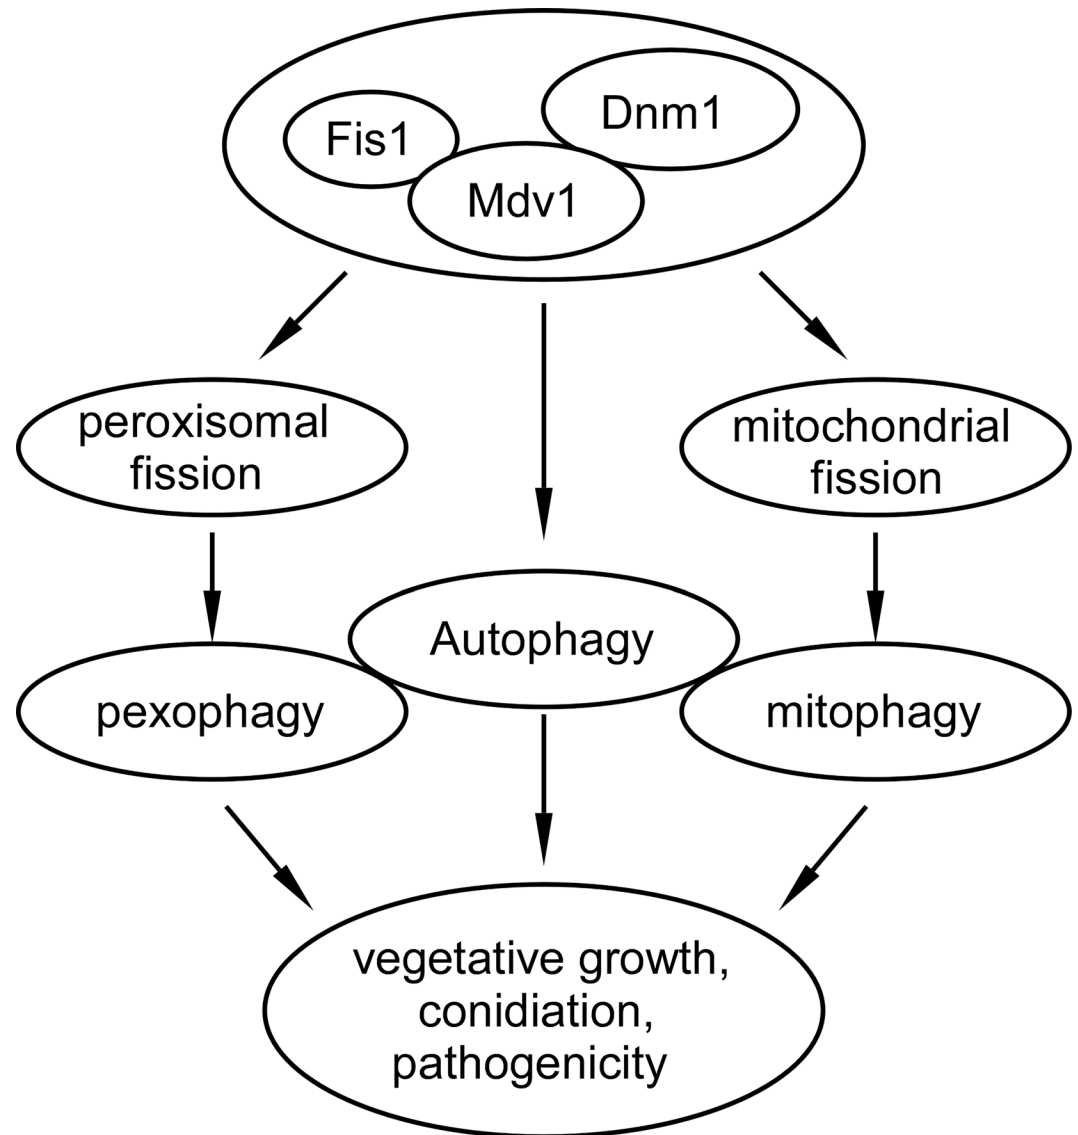 Fis1
Dnm1
Mdv1
peroxisomal
fission
mitochondrial
fission
Autophagy
pexophagy
mitophagy
vegetative growth,
conidiation,
pathogenicity